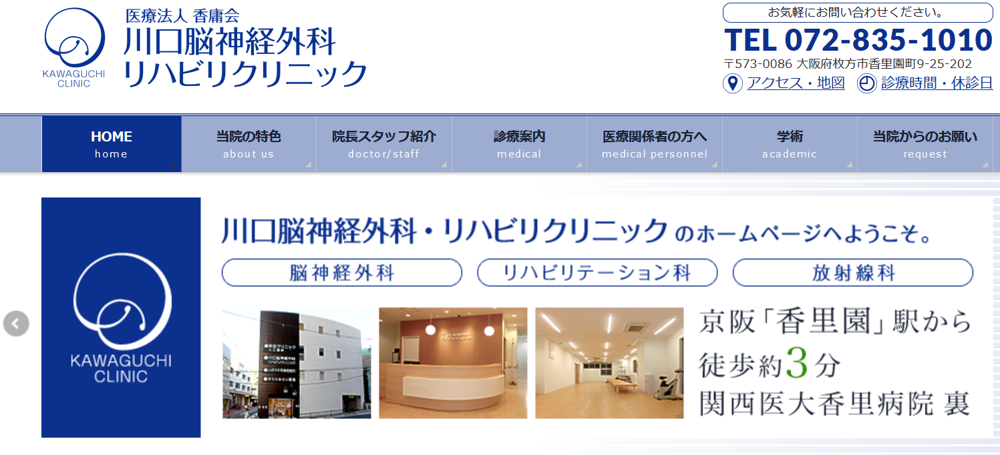 KAWAGUCHI
CLINIC
医療法人 香庸会
川口脳神経外科
リハビリクリニック
お気軽にお問い合わせください。
TEL 072-835-1010
〒573-0086 大阪府枚方市香里園町9-25-202
アクセス・地図 診療時間・休診日
HOME 当院の特色 院長スタッフ紹介 診療案内 医療関係者の方へ 学術 当院からのお願い
home about us doctor/staff medical medical personnel academic request
KAWAGUCHI
CLINIC
川口脳神経外科・リハビリクリニック のホームページへようこそ。
脳神経外科 リハビリテーション科 放射線科
京阪「香里園」駅から
徒歩約3分
関西医大香里病院 裏